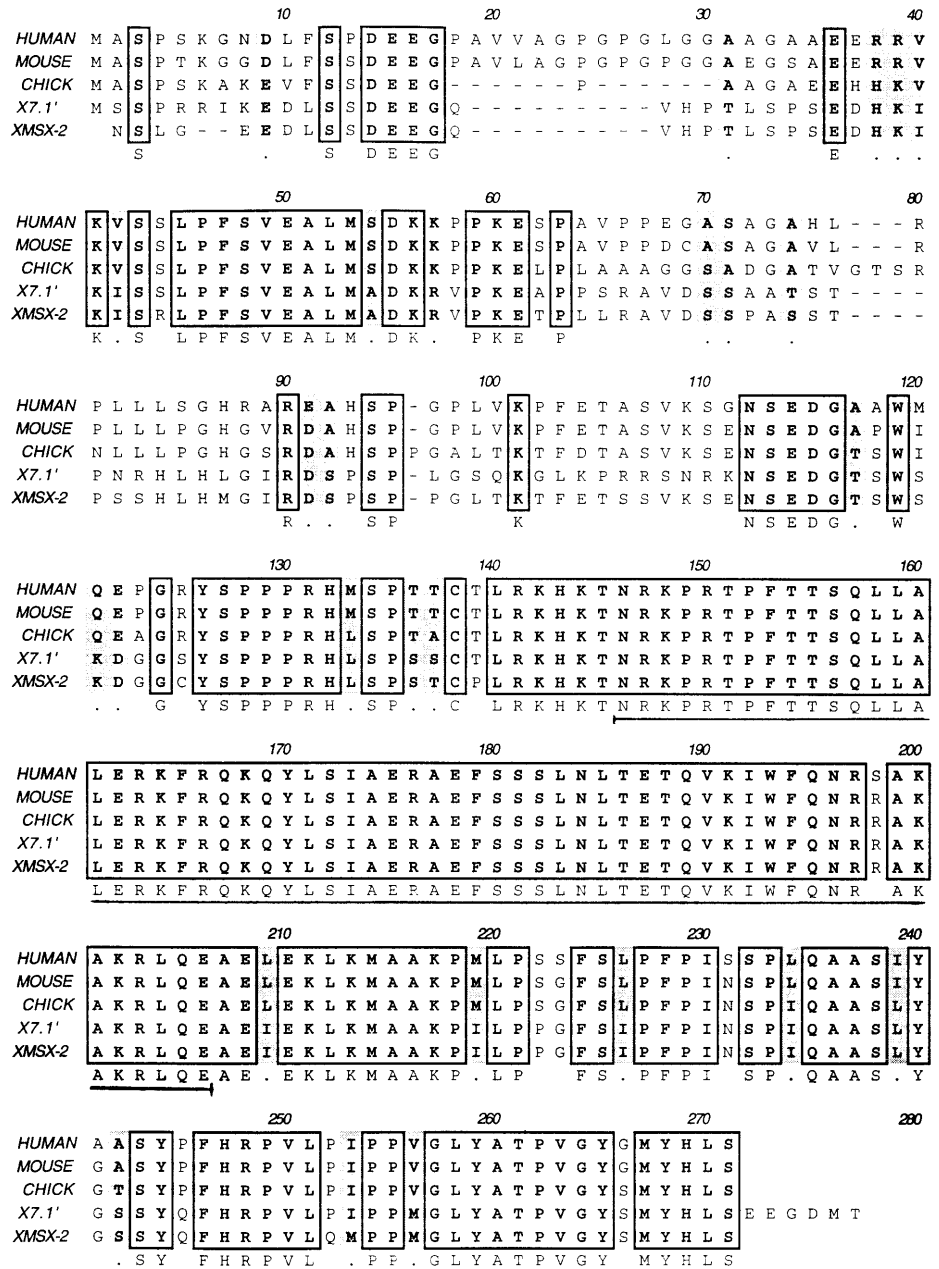 10 20 30 40
HUMAN M A S P S K G N D L F S P D E E G P A V V A G P G P G L G G A A G A A E E R R V
MOUSE M A S P T K G G D L F S S D E E G P A V L A G P G P G P G G A E G S A E E R R V
CHICK M A S P S K A K E V F S S D E E G - - - - - - P - - - - - - A A G A E E H H K V
X7.1' M S S P R R I K E D L S S D E E G Q - - - - - - - - - V H P T L S P S E D H K I
XMSX-2 N S L G - - E E D L S S D E E G Q - - - - - - - - - V H P T L S P S E D H K I
S . S D E E G . E . . .
50 60 70 80
HUMAN K V S S L P F S V E A L M S D K K P P K E S P A V P P E G A S A G A H L - - - R
MOUSE K V S S L P F S V E A L M S D K K P P K E S P A V P P D C A S A G A V L - - - R
CHICK K V S S L P F S V E A L M S D K K P P K E L P L A A A G G S A D G A T V G T S R
X7.1' K I S S L P F S V E A L M A D K R V P K E A P P S R A V D S S A A T S T - - - -
XMSX-2 K I S R L P F S V E A L M A D K R V P K E T P L L R A V D S S P A S S T - - - -
K . S L P F S V E A L M . D K . P K E P . . .
90 100 110 120
HUMAN P L L L S G H R A R E A H S P - G P L V K P F E T A S V K S G N S E D G A A W M
MOUSE P L L L P G H G V R D A H S P - G P L V K P F E T A S V K S E N S E D G A P W I
CHICK N L L L P G H G S R D A H S P P G A L T K T F D T A S V K S E N S E D G T S W I
X7.1' P N R H L H L G I R D S P S P - L G S Q K G L K P R R S N R K N S E D G T S W S
XMSX-2 P S S H L H M G I R D S P S P - P G L T K T F E T S S V K S E N S E D G T S W S
R . . S P K N S E D G . W
130 140 150 160
HUMAN Q E P G R Y S P P P R H M S P T T C T L R K H K T N R K P R T P F T T S Q L L A
MOUSE Q E P G R Y S P P P R H M S P T T C T L R K H K T N R K P R T P F T T S Q L L A
CHICK Q E A G R Y S P P P R H L S P T A C T L R K H K T N R K P R T P F T T S Q L L A
X7.1' K D G G S Y S P P P R H L S P S S C T L R K H K T N R K P R T P F T T S Q L L A
XMSX-2 K D G G C Y S P P P R H L S P S T C P L R K H K T N R K P R T P F T T S Q L L A
. . G Y S P P P R H . S P . . C L R K H K T N R K P R T P F T T S Q L L A
170 180 190 200
HUMAN L E R K F R Q K Q Y L S I A E R A E F S S S L N L T E T Q V K I W F Q N R S A K
MOUSE L E R K F R Q K Q Y L S I A E R A E F S S S L N L T E T Q V K I W F Q N R R A K
CHICK L E R K F R Q K Q Y L S I A E R A E F S S S L N L T E T Q V K I W F Q N R R A K
X7.1' L E R K F R Q K Q Y L S I A E R A E F S S S L N L T E T Q V K I W F Q N R R A K
XMSX-2 L E R K F R Q K Q Y L S I A E R A E F S S S L N L T E T Q V K I W F Q N R R A K
L E R K F R Q K Q Y L S I A E R A E F S S S L N L T E T Q V K I W F Q N R A K
210 220 230 240
HUMAN A K R L Q E A E L E K L K M A A K P M L P S S F S L P F P I S S P L Q A A S I Y
MOUSE A K R L Q E A E L E K L K M A A K P M L P S G F S L P F P I N S P L Q A A S I Y
CHICK A K R L Q E A E L E K L K M A A K P M L P S G F S L P F P I N S P I Q A A S L Y
X7.1' A K R L Q E A E I E K L K M A A K P I L P P G F S I P F P I N S P I Q A A S L Y
XMSX-2 A K R L Q E A E I E K L K M A A K P I L P P G F S I P F P I N S P I Q A A S L Y
A K R L Q E A E . E K L K M A A K P . L P F S . P F P I S P . Q A A S . Y
250 260 270 280
HUMAN A A S Y P F H R P V L P I P P V G L Y A T P V G Y G M Y H L S
MOUSE G A S Y P F H R P V L P I P P V G L Y A T P V G Y G M Y H L S
CHICK G T S Y P F H R P V L P I P P V G L Y A T P V G Y S M Y H L S
X7.1' G S S Y Q F H R P V L P I P P M G L Y A T P V G Y S M Y H L S E E G D M T
XMSX-2 G S S Y Q F H R P V L Q M P P M G L Y A T P V G Y S M Y H L S
. S Y F H R P V L . P P . G L Y A T P V G Y M Y H L S